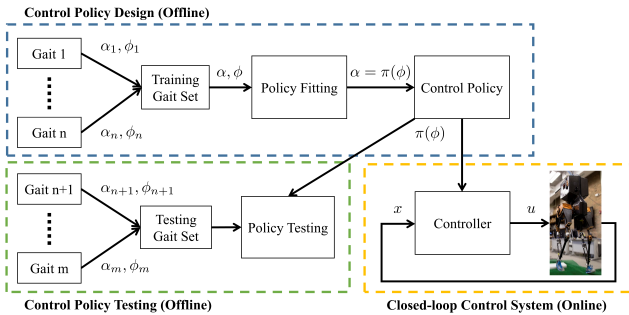 Control Policy Design (Offline)
Gait 1
α₁, ϕ₁
Training
Gait Set
α, ϕ
Policy Fitting
α = π(ϕ)
Control Policy
Gait n
αₙ, ϕₙ
π(ϕ)
Gait n+1
αₙ₊₁, ϕₙ₊₁
Testing
Gait Set
Policy Testing
Gait m
αₘ, ϕₘ
x
Controller
u
Control Policy Testing (Offline)
Closed-loop Control System (Online)